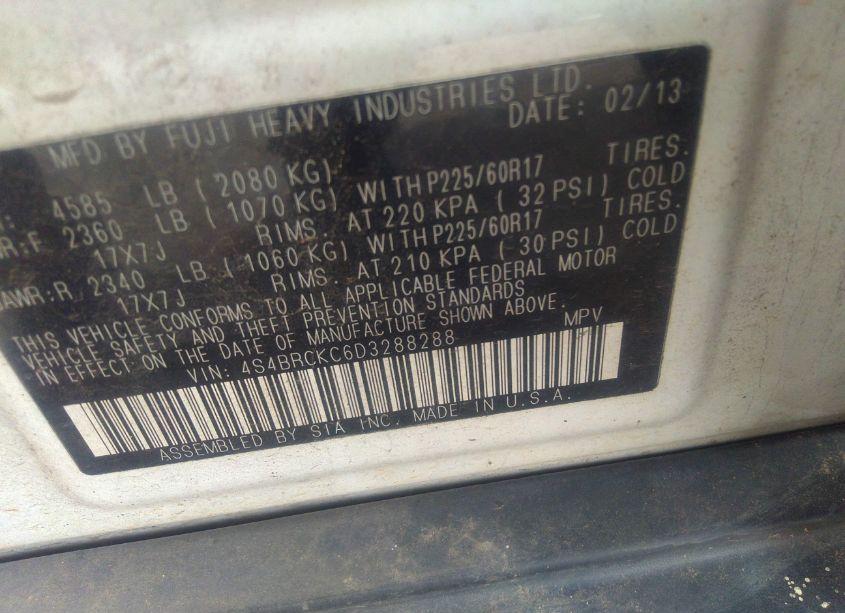 MFD BY FUJI HEAVY INDUSTRIES LTD.
DATE: 02/13
: 4585 LB ( 2080 KG)
R:F 2360 LB ( 1070 KG) WITH P225/60R17 TIRES.
17X7J RIMS. AT 220 KPA ( 32 PSI) COLD
AWR:R 2340 LB ( 1060 KG) WITH P225/60R17 TIRES.
17X7J RIMS. AT 210 KPA ( 30 PSI) COLD
THIS VEHICLE CONFORMS TO ALL APPLICABLE FEDERAL MOTOR
VEHICLE SAFETY AND THEFT PREVENTION STANDARDS
IN EFFECT ON THE DATE OF MANUFACTURE SHOWN ABOVE.
VIN: 4S4BRCKC6D3288288 MPV
ASSEMBLED BY SIA INC. MADE IN U.S.A.